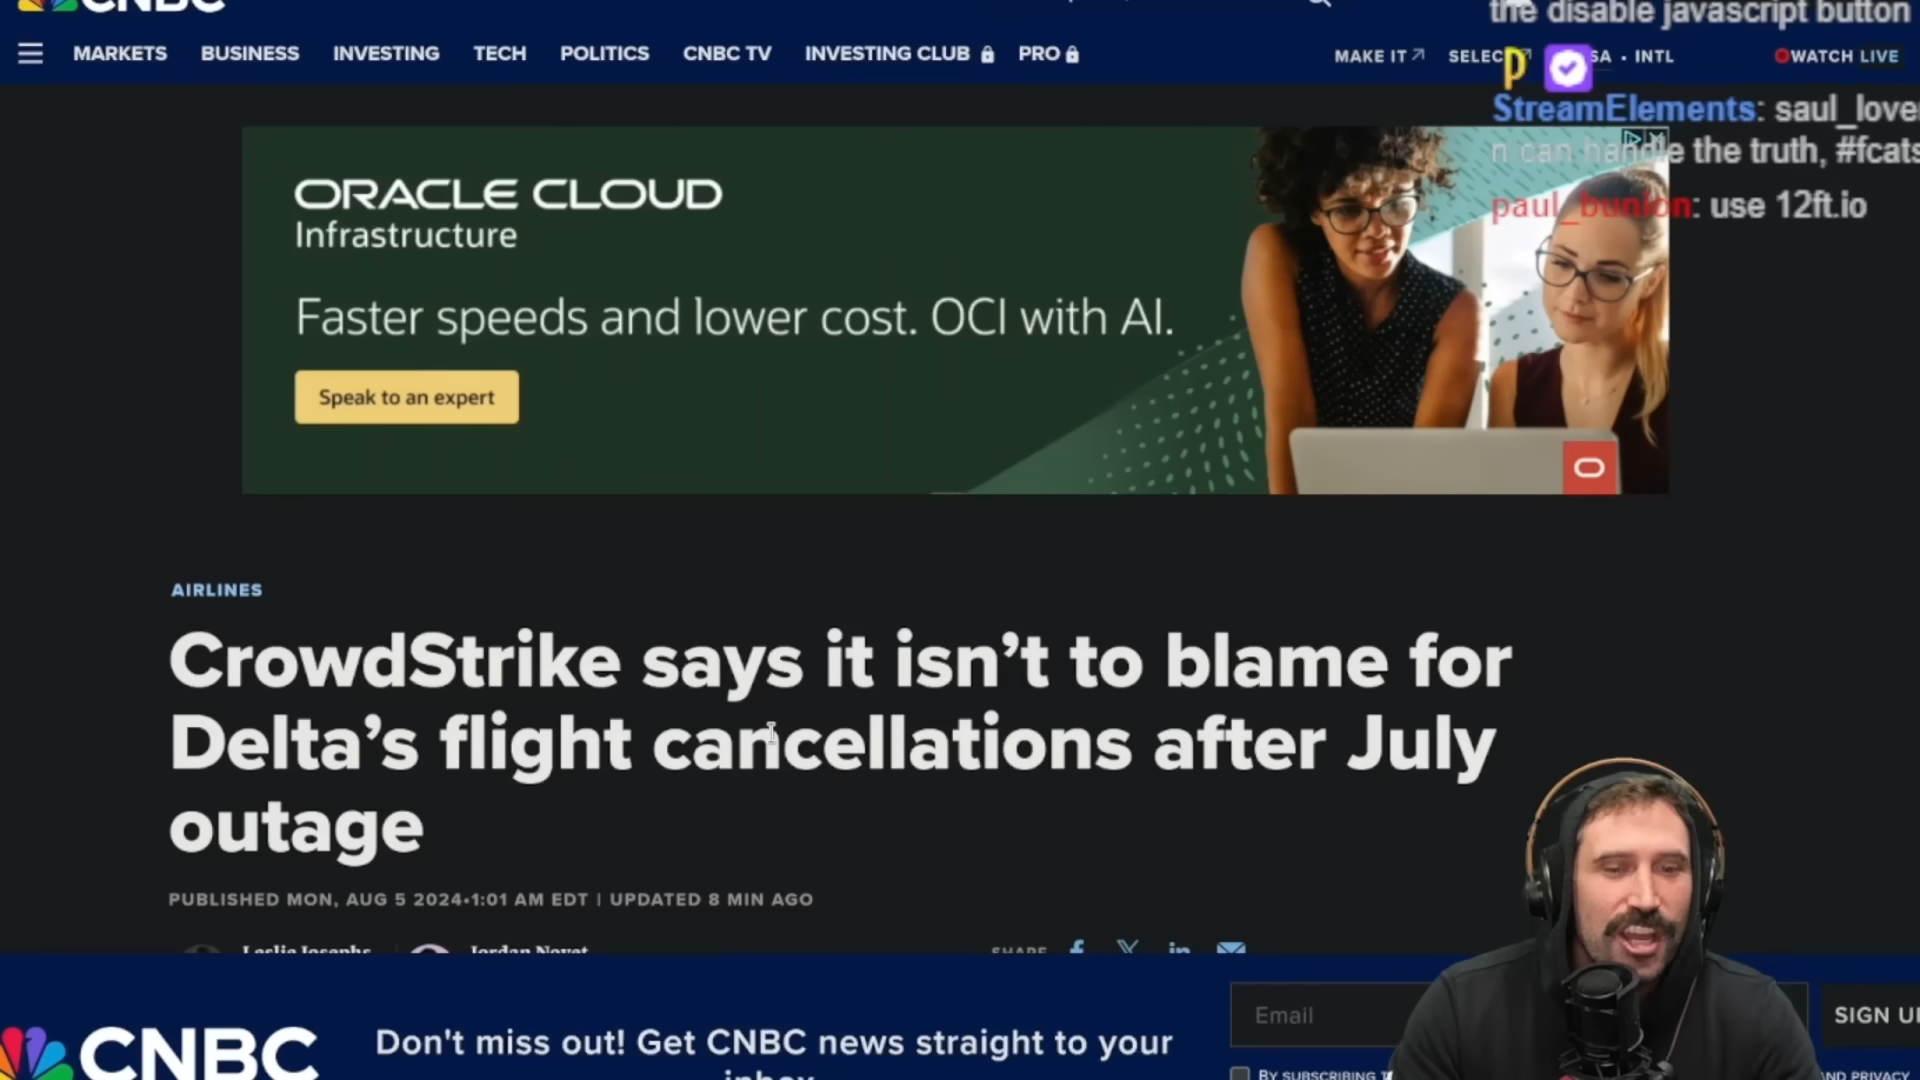 CNBC
the disable javascript button
MARKETS BUSINESS INVESTING TECH POLITICS CNBC TV INVESTING CLUB PRO MAKE IT SELEC SA • INTL WATCH LIVE
StreamElements: saul_love
n can handle the truth, #fcats
paul_bunion: use 12ft.io
ORACLE CLOUD
Infrastructure
Faster speeds and lower cost. OCI with AI.
Speak to an expert
AIRLINES
CrowdStrike says it isn’t to blame for
Delta’s flight cancellations after July
outage
PUBLISHED MON, AUG 5 2024•1:01 AM EDT | UPDATED 8 MIN AGO
Leslie Josephs Jordan Novet SHARE
CNBC
Don't miss out! Get CNBC news straight to your
inbox
Email
SIGN U
BY SUBSCRIBING
AND PRIVACY